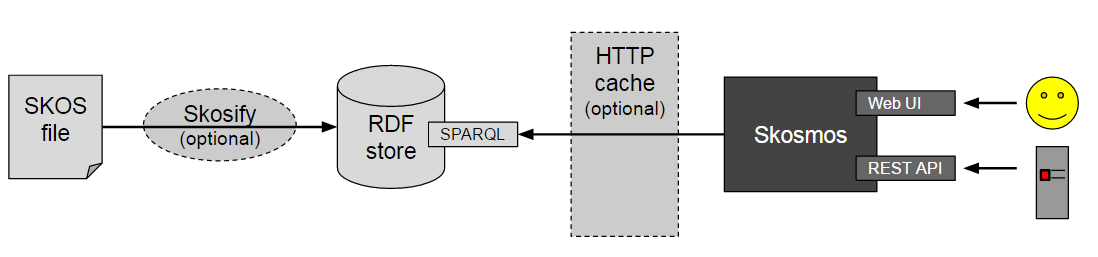 SKOS
file
Skosify
(optional)
RDF
store
SPARQL
HTTP
cache
(optional)
Skosmos
Web UI
REST API